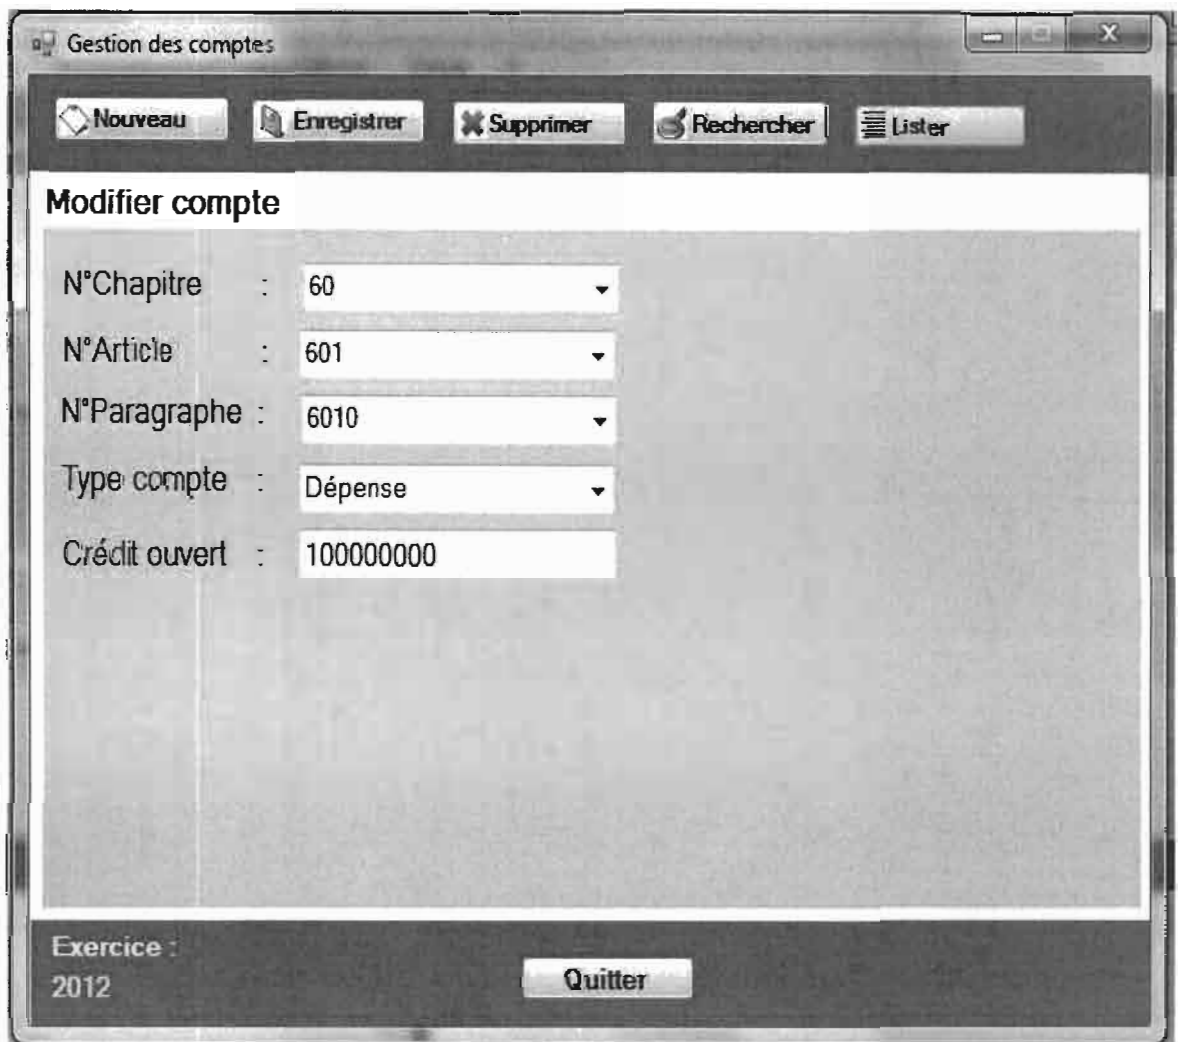 Gestion des comptes
Nouveau Enregistrer Supprimer Rechercher Lister
Modifier compte
N°Chapitre : 60
N°Article : 601
N°Paragraphe : 6010
Type compte : Dépense
Crédit ouvert : 100000000
Exercice :
2012
Quitter